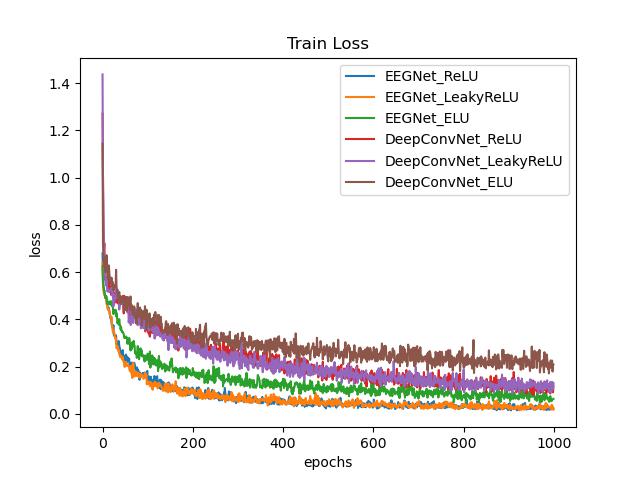 Train Loss
1.4
1.2
1.0
0.8
0.6
0.4
0.2
0.0
loss
EEGNet_ReLU
EEGNet_LeakyReLU
EEGNet_ELU
DeepConvNet_ReLU
DeepConvNet_LeakyReLU
DeepConvNet_ELU
0 200 400 600 800 1000
epochs